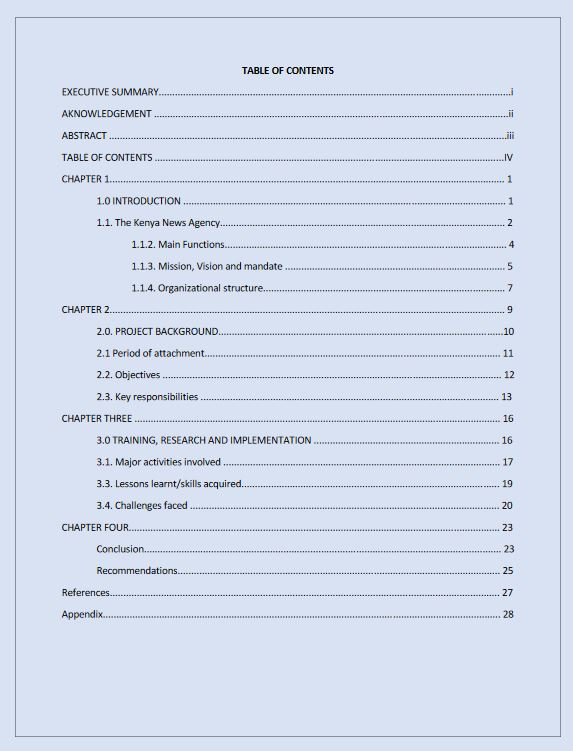 TABLE OF CONTENTS
EXECUTIVE SUMMARY....................i
AKNOWLEDGEMENT ....................ii
ABSTRACT ....................iii
TABLE OF CONTENTS ....................IV
CHAPTER 1.................... 1
1.0 INTRODUCTION .................... 1
1.1. The Kenya News Agency.................... 2
1.1.2. Main Functions.................... 4
1.1.3. Mission, Vision and mandate .................... 5
1.1.4. Organizational structure.................... 7
CHAPTER 2.................... 9
2.0. PROJECT BACKGROUND....................10
2.1 Period of attachment.................... 11
2.2. Objectives .................... 12
2.3. Key responsibilities .................... 13
CHAPTER THREE .................... 16
3.0 TRAINING, RESEARCH AND IMPLEMENTATION .................... 16
3.1. Major activities involved .................... 17
3.3. Lessons learnt/skills acquired.................... 19
3.4. Challenges faced .................... 20
CHAPTER FOUR.................... 23
Conclusion.................... 23
Recommendations.................... 25
References.................... 27
Appendix.................... 28